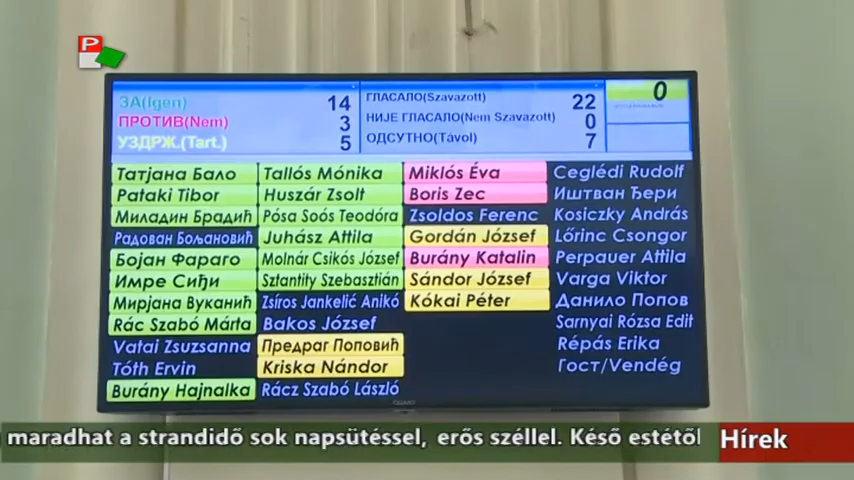 P
ЗА(Igen) 14
ПРОТИВ(Nem) 3
УЗДРЖ.(Tart.) 5
ГЛАСАЛО(Szavazott) 22
НИЈЕ ГЛАСАЛО(Nem Szavazott) 0
ОДСУТНО(Távol) 7
0
Татјана Бало
Pataki Tibor
Миладин Брадић
Радован Бољановић
Бојан Фараго
Имре Сиђи
Мирјана Вуканић
Rác Szabó Márta
Vatai Zsuzsanna
Tóth Ervin
Burány Hajnalka
Tallós Mónika
Huszár Zsolt
Pósa Soós Teodóra
Juhász Attila
Molnár Csikós József
Sztantity Szebasztián
Zsíros Jankelić Anikó
Bakos József
Предраг Поповић
Kriska Nándor
Rácz Szabó László
Miklós Éva
Boris Zec
Zsoldos Ferenc
Gordán József
Burány Katalin
Sándor József
Kókai Péter
Ceglédi Rudolf
Иштван Ђери
Kosiczky András
Lőrinc Csongor
Perpauer Attila
Varga Viktor
Данило Попов
Sarnyai Rózsa Edit
Répás Erika
Гост/Vendég
maradhat a strandidő sok napsütéssel, erős széllel. Késő estétől
Hírek